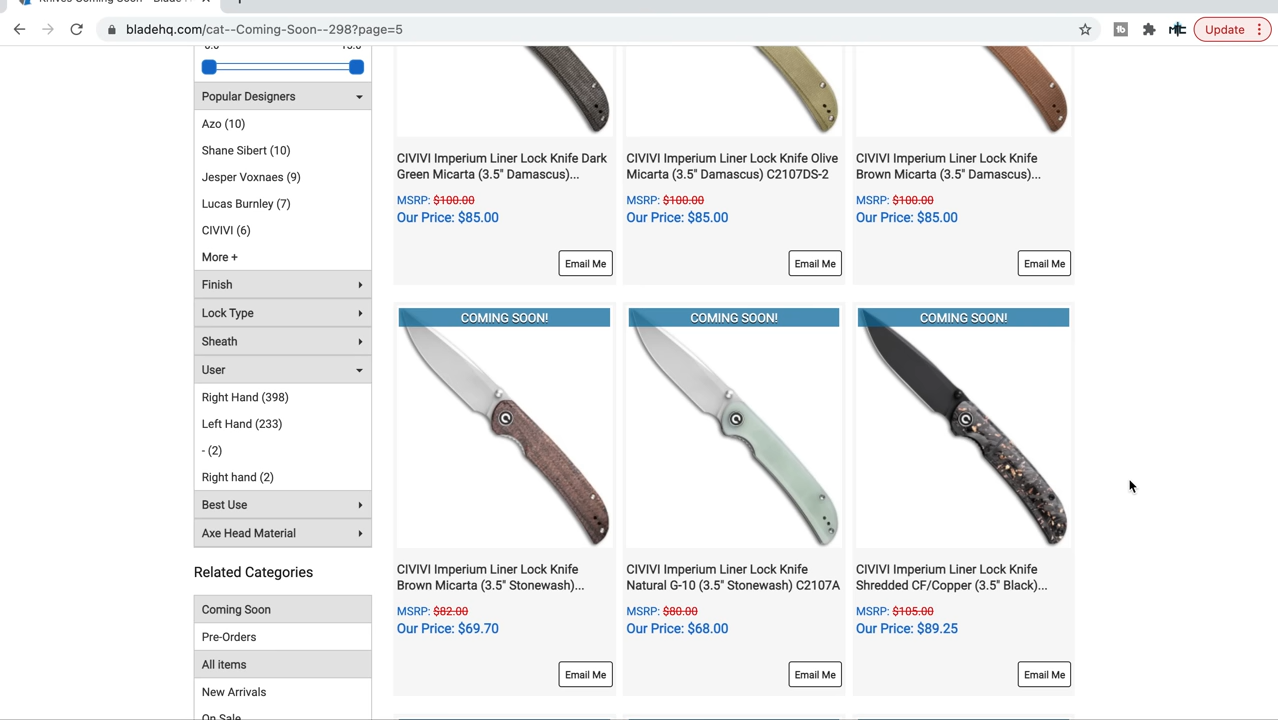 bladehq.com/cat--Coming-Soon--298?page=5
Update
Popular Designers
Azo (10)
Shane Sibert (10)
Jesper Voxnaes (9)
Lucas Burnley (7)
CIVIVI (6)
More +
Finish
Lock Type
Sheath
User
Right Hand (398)
Left Hand (233)
- (2)
Right hand (2)
Best Use
Axe Head Material
Related Categories
Coming Soon
Pre-Orders
All items
New Arrivals
On Sale
CIVIVI Imperium Liner Lock Knife Dark
Green Micarta (3.5" Damascus)...
MSRP: $100.00
Our Price: $85.00
Email Me
CIVIVI Imperium Liner Lock Knife Olive
Micarta (3.5" Damascus) C2107DS-2
MSRP: $100.00
Our Price: $85.00
Email Me
CIVIVI Imperium Liner Lock Knife
Brown Micarta (3.5" Damascus)...
MSRP: $100.00
Our Price: $85.00
Email Me
COMING SOON!
CIVIVI Imperium Liner Lock Knife
Brown Micarta (3.5" Stonewash)...
MSRP: $82.00
Our Price: $69.70
Email Me
COMING SOON!
CIVIVI Imperium Liner Lock Knife
Natural G-10 (3.5" Stonewash) C2107A
MSRP: $80.00
Our Price: $68.00
Email Me
COMING SOON!
CIVIVI Imperium Liner Lock Knife
Shredded CF/Copper (3.5" Black)...
MSRP: $105.00
Our Price: $89.25
Email Me